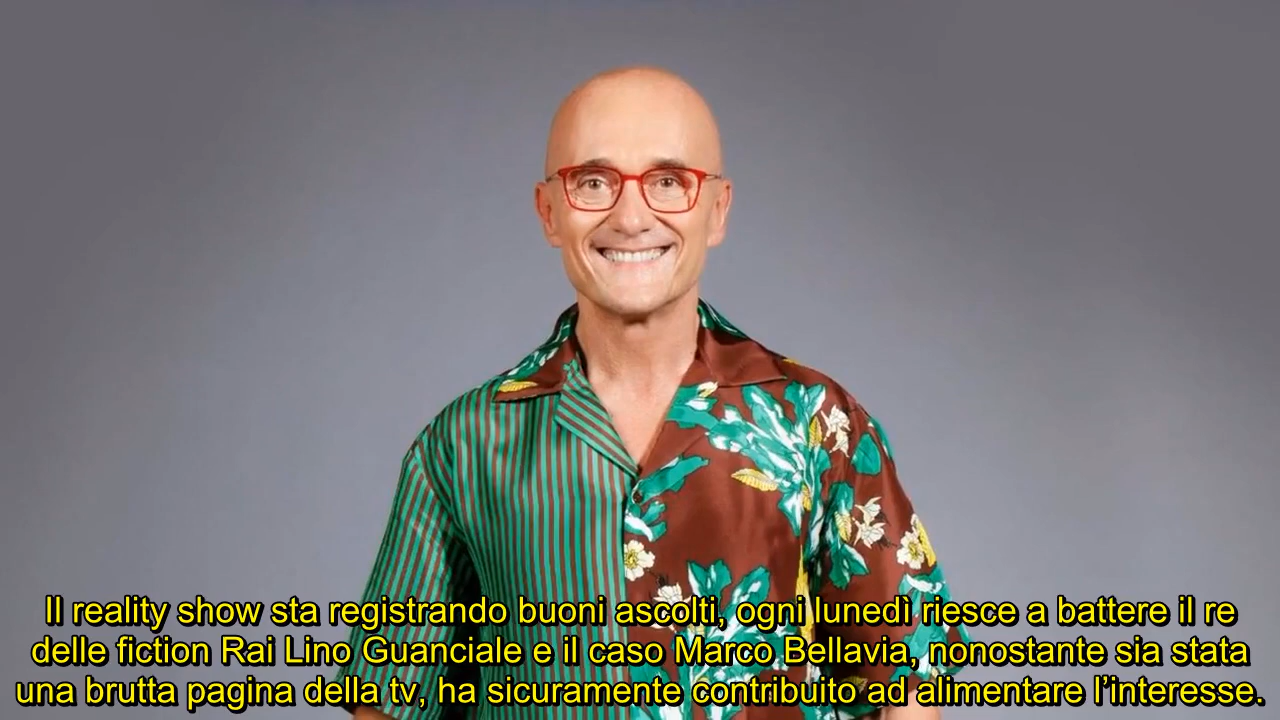 Il reality show sta registrando buoni ascolti, ogni lunedì riesce a battere il re
delle fiction Rai Lino Guanciale e il caso Marco Bellavia, nonostante sia stata
una brutta pagina della tv, ha sicuramente contribuito ad alimentare l’interesse.